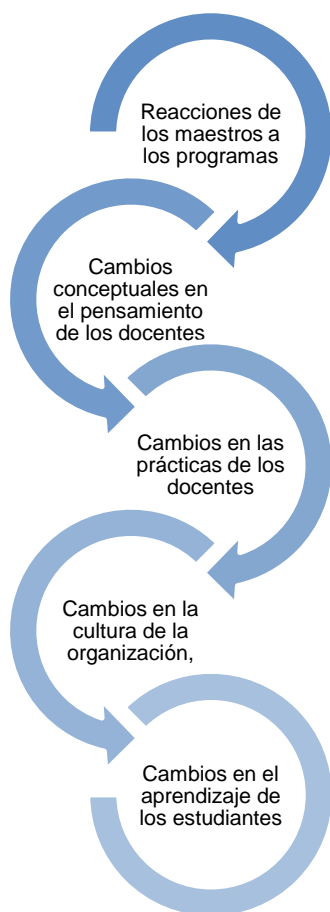 Reacciones de
los maestros a
los programas
Cambios
conceptuales en
el pensamiento
de los docentes
Cambios en las
prácticas de los
docentes
Cambios en la
cultura de la
organización,
Cambios en el
aprendizaje de
los estudiantes